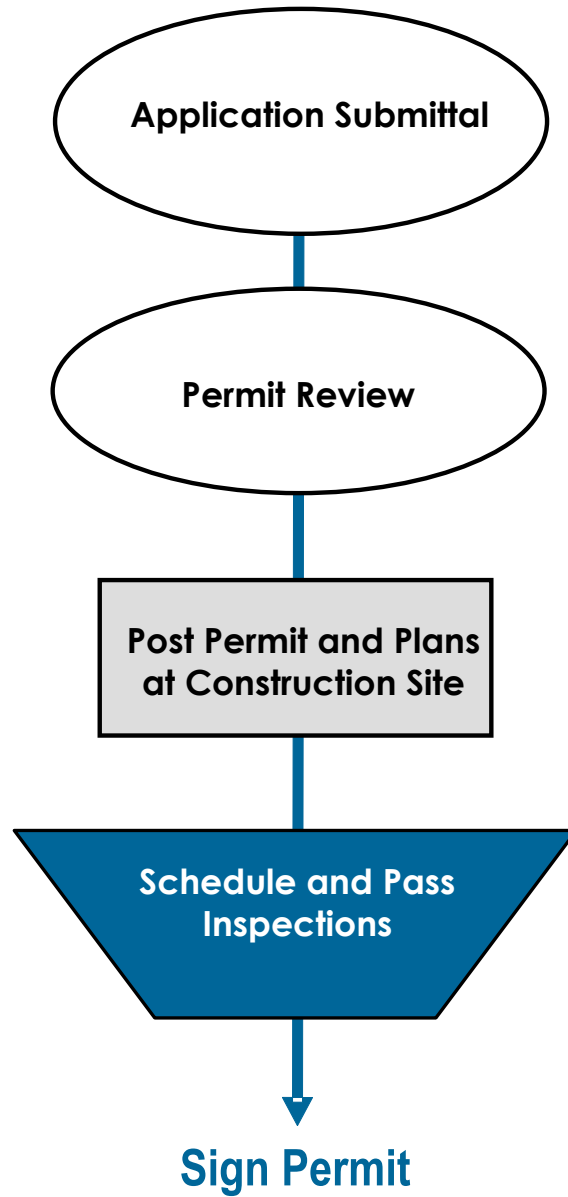 Application Submittal
Permit Review
Post Permit and Plans
at Construction Site
Schedule and Pass
Inspections
Sign Permit